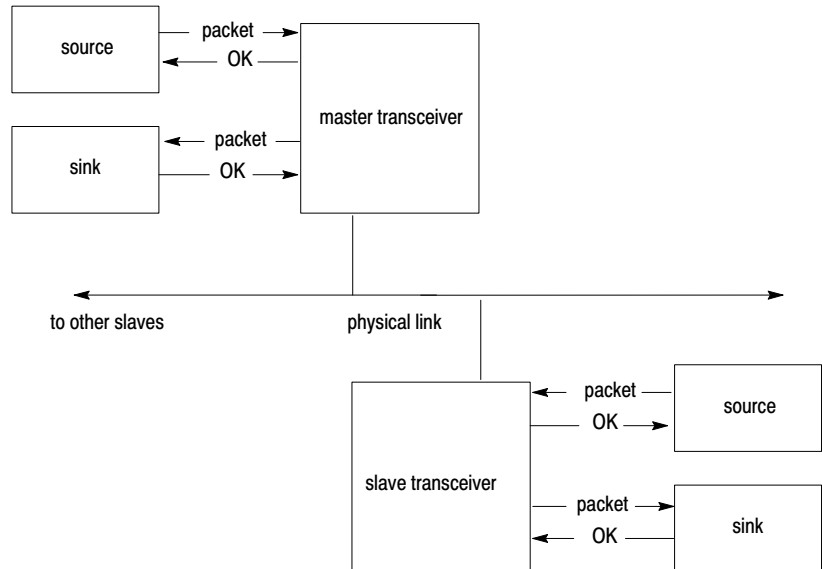 source
packet
OK
master transceiver
sink
packet
OK
to other slaves
physical link
slave transceiver
packet
OK
source
packet
OK
sink